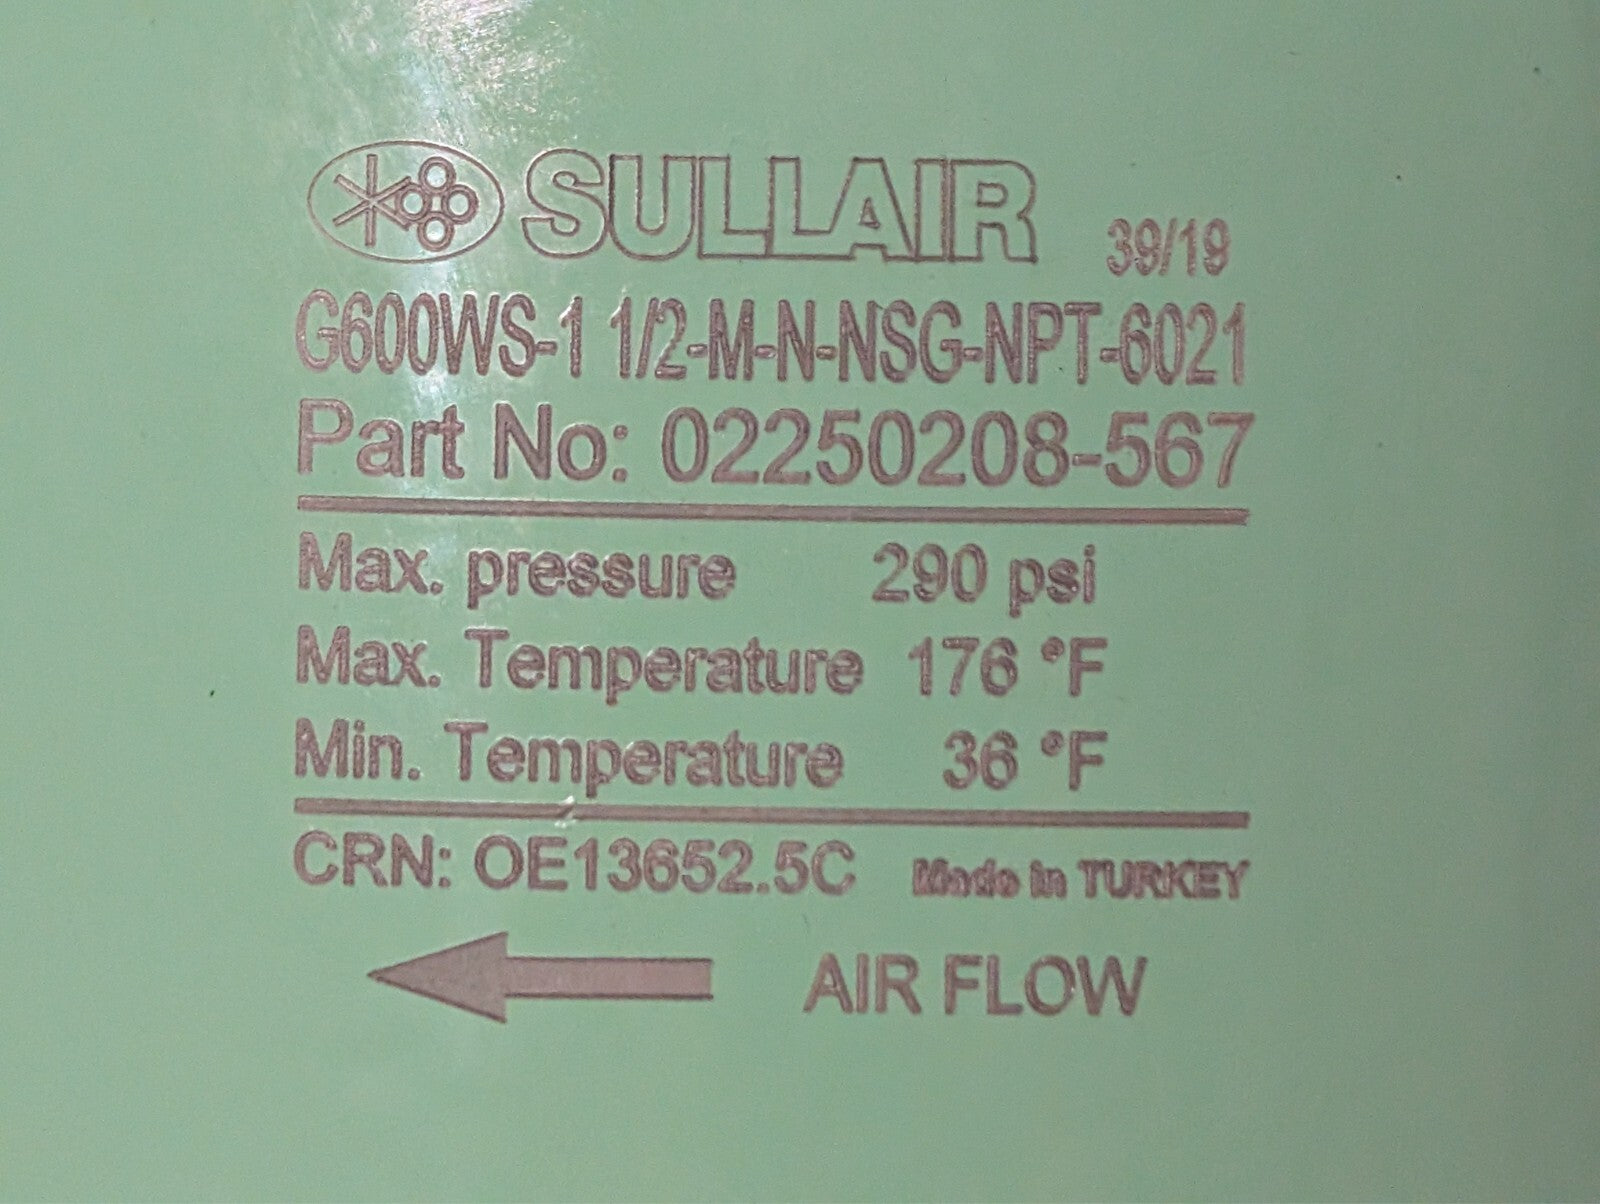 SULLAIR 39/19
G600WS-1 1/2-M-N-NSG-NPT-6021
Part No: 02250208-567
Max. pressure 290 psi
Max. Temperature 176 °F
Min. Temperature 36 °F
CRN: OE13652.5C Made in TURKEY
AIR FLOW